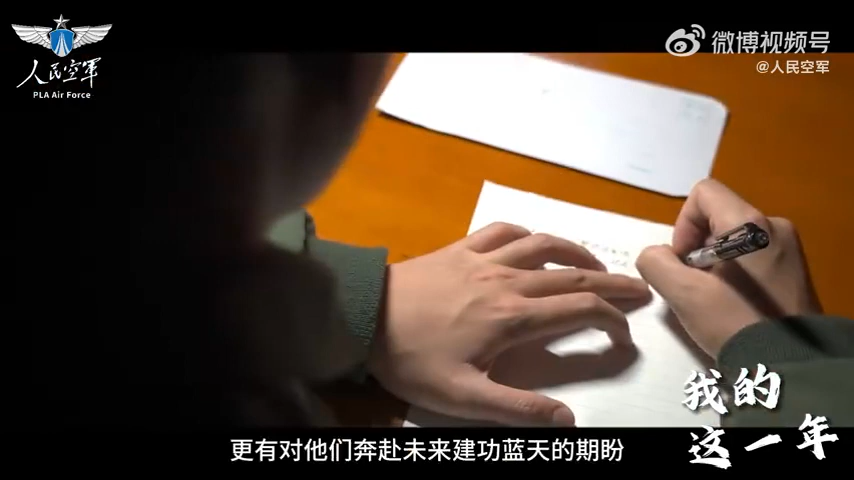 人民空軍
PLA Air Force
微博视频号
@人民空军
我的
这一年
更有对他们奔赴未来建功蓝天的期盼